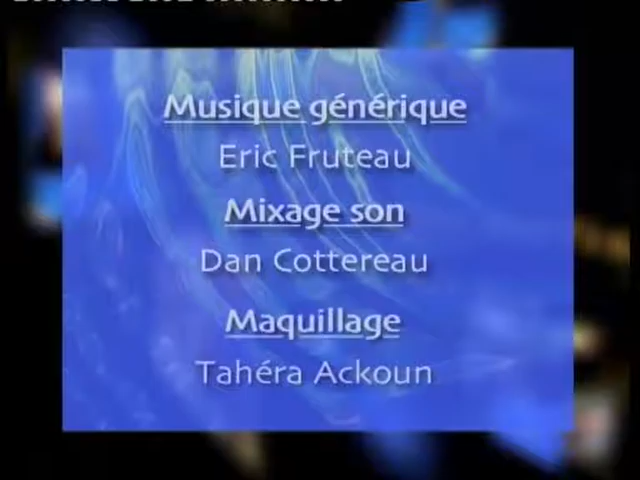 Musique générique
Eric Fruteau
Mixage son
Dan Cottereau
Maquillage
Tahéra Ackoun